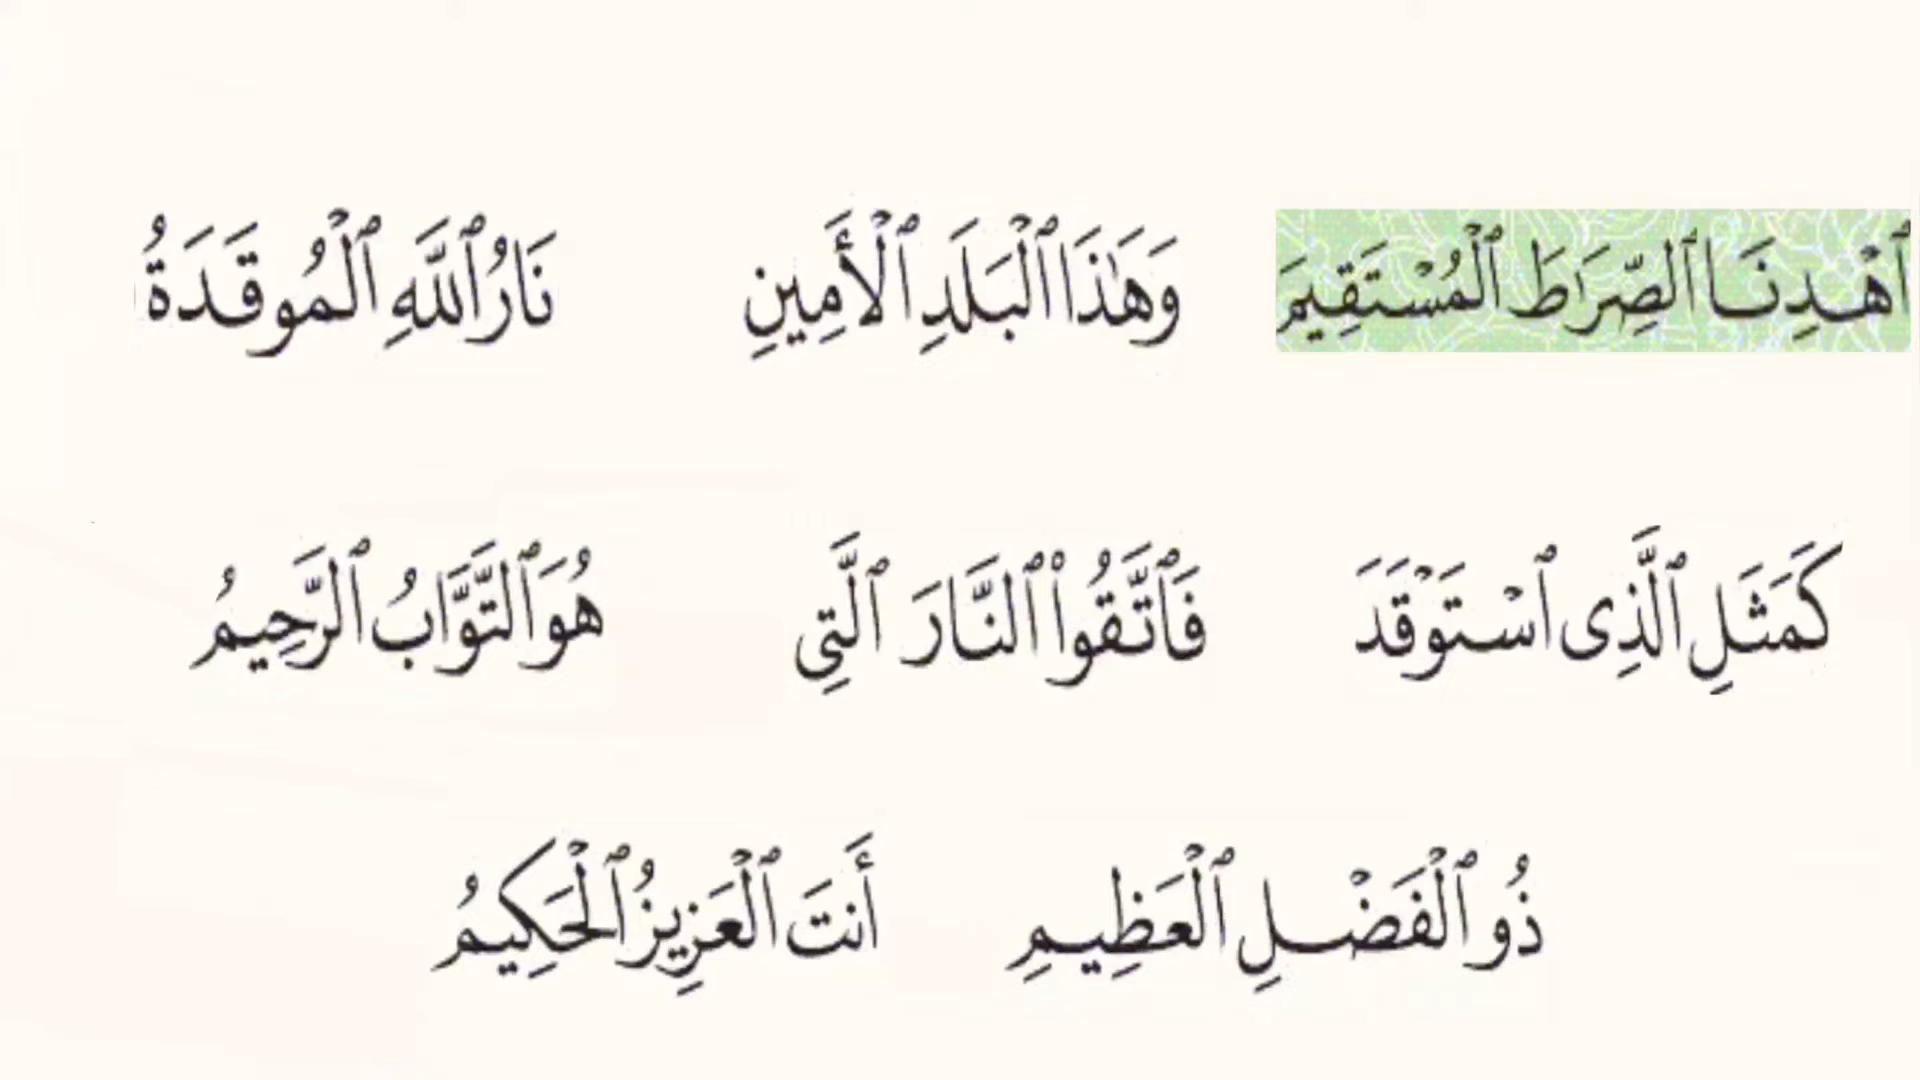 ٱهْدِنَا ٱلصِّرَٰطَ ٱلْمُسْتَقِيمَ وَهَٰذَا ٱلْبَلَدِ ٱلْأَمِينِ نَارُ ٱللَّهِ ٱلْمُوقَدَةُ
كَمَثَلِ ٱلَّذِى ٱسْتَوْقَدَ فَٱتَّقُوا۟ ٱلنَّارَ ٱلَّتِى هُوَ ٱلتَّوَّابُ ٱلرَّحِيمُ
ذُو ٱلْفَضْلِ ٱلْعَظِيمِ أَنتَ ٱلْعَزِيزُ ٱلْحَكِيمُ